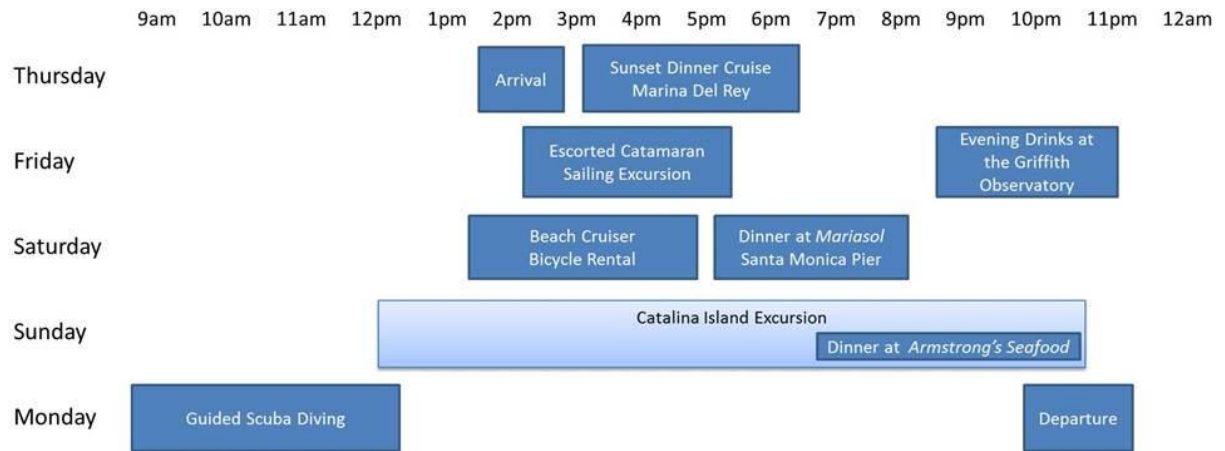 9am 10am 11am 12pm 1pm 2pm 3pm 4pm 5pm 6pm 7pm 8pm 9pm 10pm 11pm 12am
Thursday
Arrival
Sunset Dinner Cruise
Marina Del Rey
Friday
Escorted Catamaran
Sailing Excursion
Evening Drinks at
the Griffith
Observatory
Saturday
Beach Cruiser
Bicycle Rental
Dinner at Mariasol
Santa Monica Pier
Sunday
Catalina Island Excursion
Dinner at Armstrong's Seafood
Monday
Guided Scuba Diving
Departure